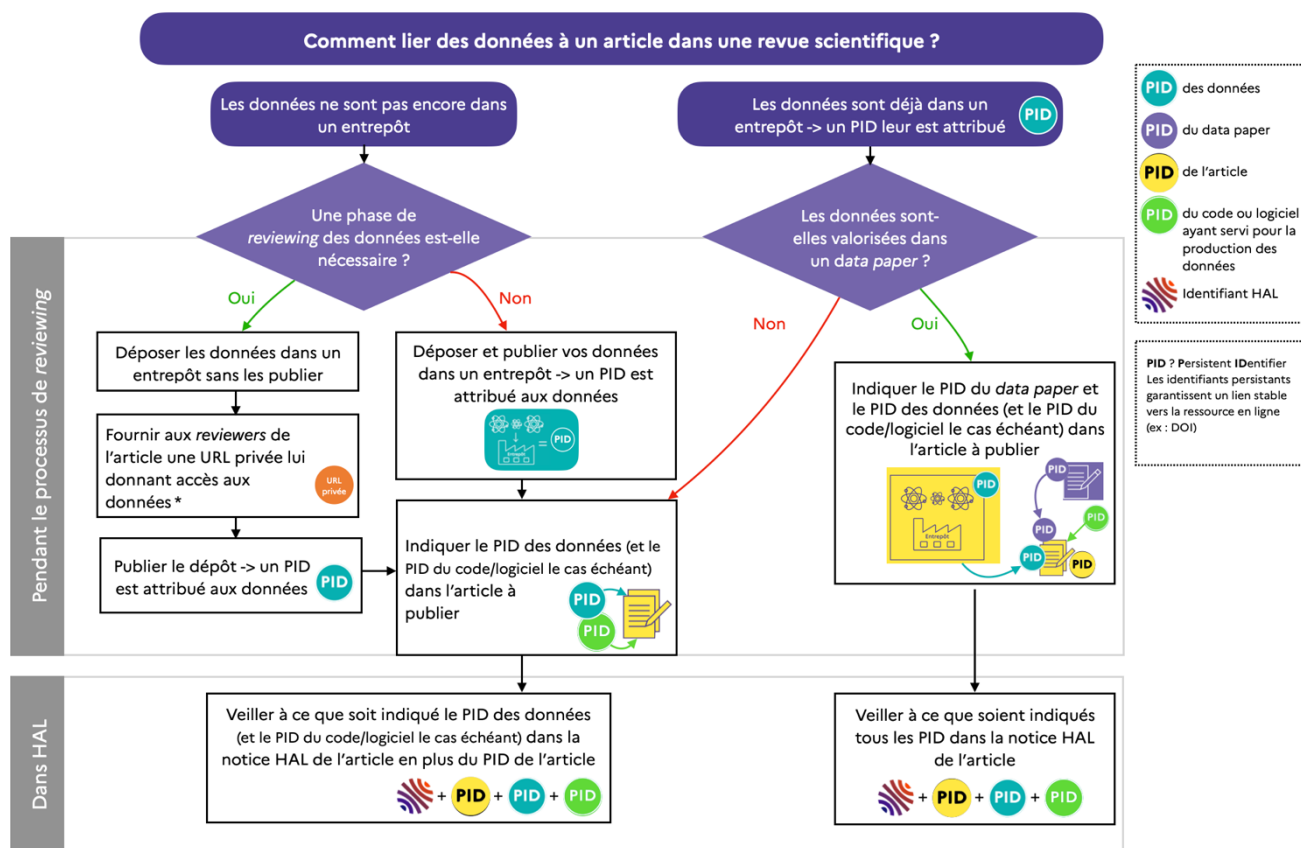 Comment lier des données à un article dans une revue scientifique ?
Les données ne sont pas encore dans
un entrepôt
Les données sont déjà dans un
entrepôt -> un PID leur est attribué
PID
Une phase de
reviewing des données est-elle
nécessaire ?
Les données sont-
elles valorisées dans
un data paper ?
Pendant le processus de reviewing
Oui
Non
Non
Oui
Déposer les données dans un
entrepôt sans les publier
Fournir aux reviewers de
l'article une URL privée lui
donnant accès aux
données *
URL
privée
Publier le dépôt -> un PID
est attribué aux données
PID
Déposer et publier vos données
dans un entrepôt -> un PID est
attribué aux données
Entrepôt
= PID
Indiquer le PID des données (et le
PID du code/logiciel le cas échéant)
dans l'article à
publier
PID
PID
Indiquer le PID du data paper et
le PID des données (et le PID du
code/logiciel le cas échéant) dans
l'article à publier
PID
Entrepôt
PID
PID
PID
PID
PID
Dans HAL
Veiller à ce que soit indiqué le PID des données
(et le PID du code/logiciel le cas échéant) dans la
notice HAL de l'article en plus du PID de l'article
+ PID + PID + PID
Veiller à ce que soient indiqués
tous les PID dans la notice HAL
de l'article
+ PID + PID + PID
PID des données
PID du data paper
PID de l'article
PID du code ou logiciel
ayant servi pour la
production des
données
Identifiant HAL
PID ? Persistent IDentifier
Les identifiants persistants
garantissent un lien stable
vers la ressource en ligne
(ex : DOI)